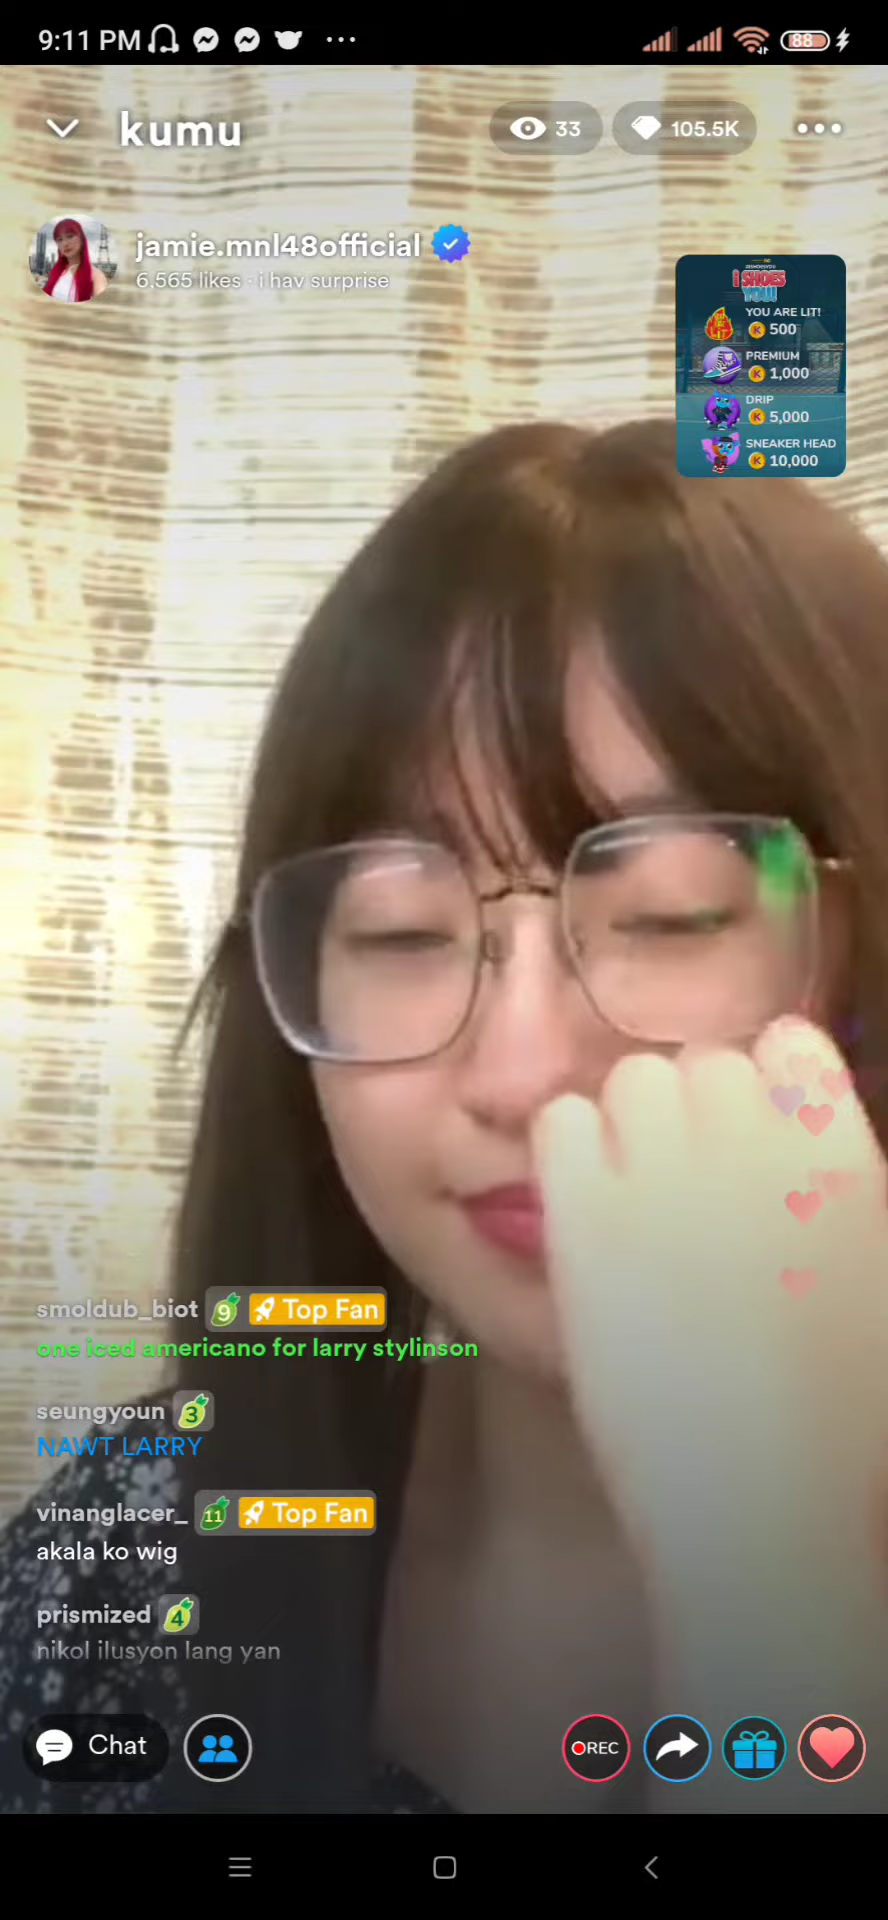 9:11 PM
88
kumu
33
105.5K
jamie.mnl48official
6,565 likes · i hav surprise
I SHOES
YOU!
YOU ARE LIT!
500
PREMIUM
1,000
DRIP
5,000
SNEAKER HEAD
10,000
smoldub_biot 9 Top Fan
one iced americano for larry stylinson
seungyoun 3
NAWT LARRY
vinanglacer_ 11 Top Fan
akala ko wig
prismized 4
nikol ilusyon lang yan
Chat
REC